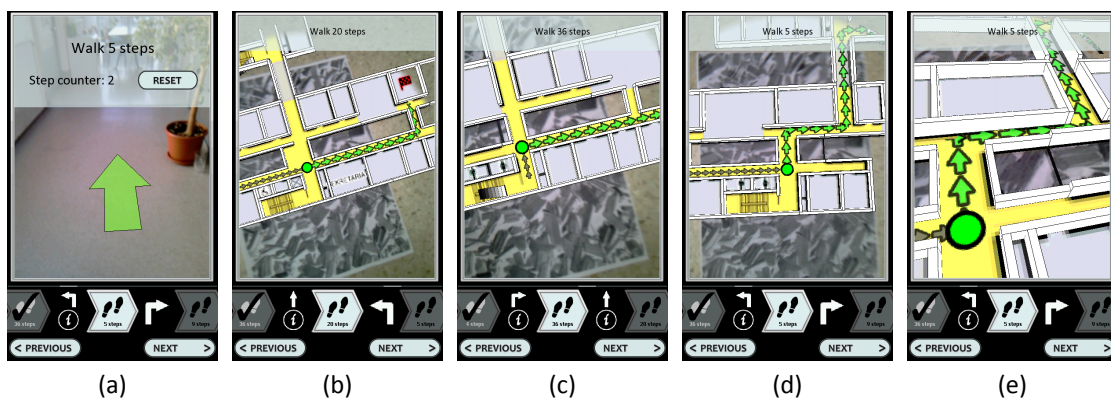 Walk 5 steps
Step counter: 2 RESET
36 steps
5 steps
9 steps
< PREVIOUS NEXT >
(a)
Walk 20 steps
36 steps
20 steps
5 steps
< PREVIOUS NEXT >
(b)
Walk 36 steps
36 steps
20 steps
< PREVIOUS NEXT >
(c)
Walk 5 steps
36 steps
5 steps
9 steps
< PREVIOUS NEXT >
(d)
Walk 5 steps
36 steps
5 steps
9 steps
< PREVIOUS NEXT >
(e)